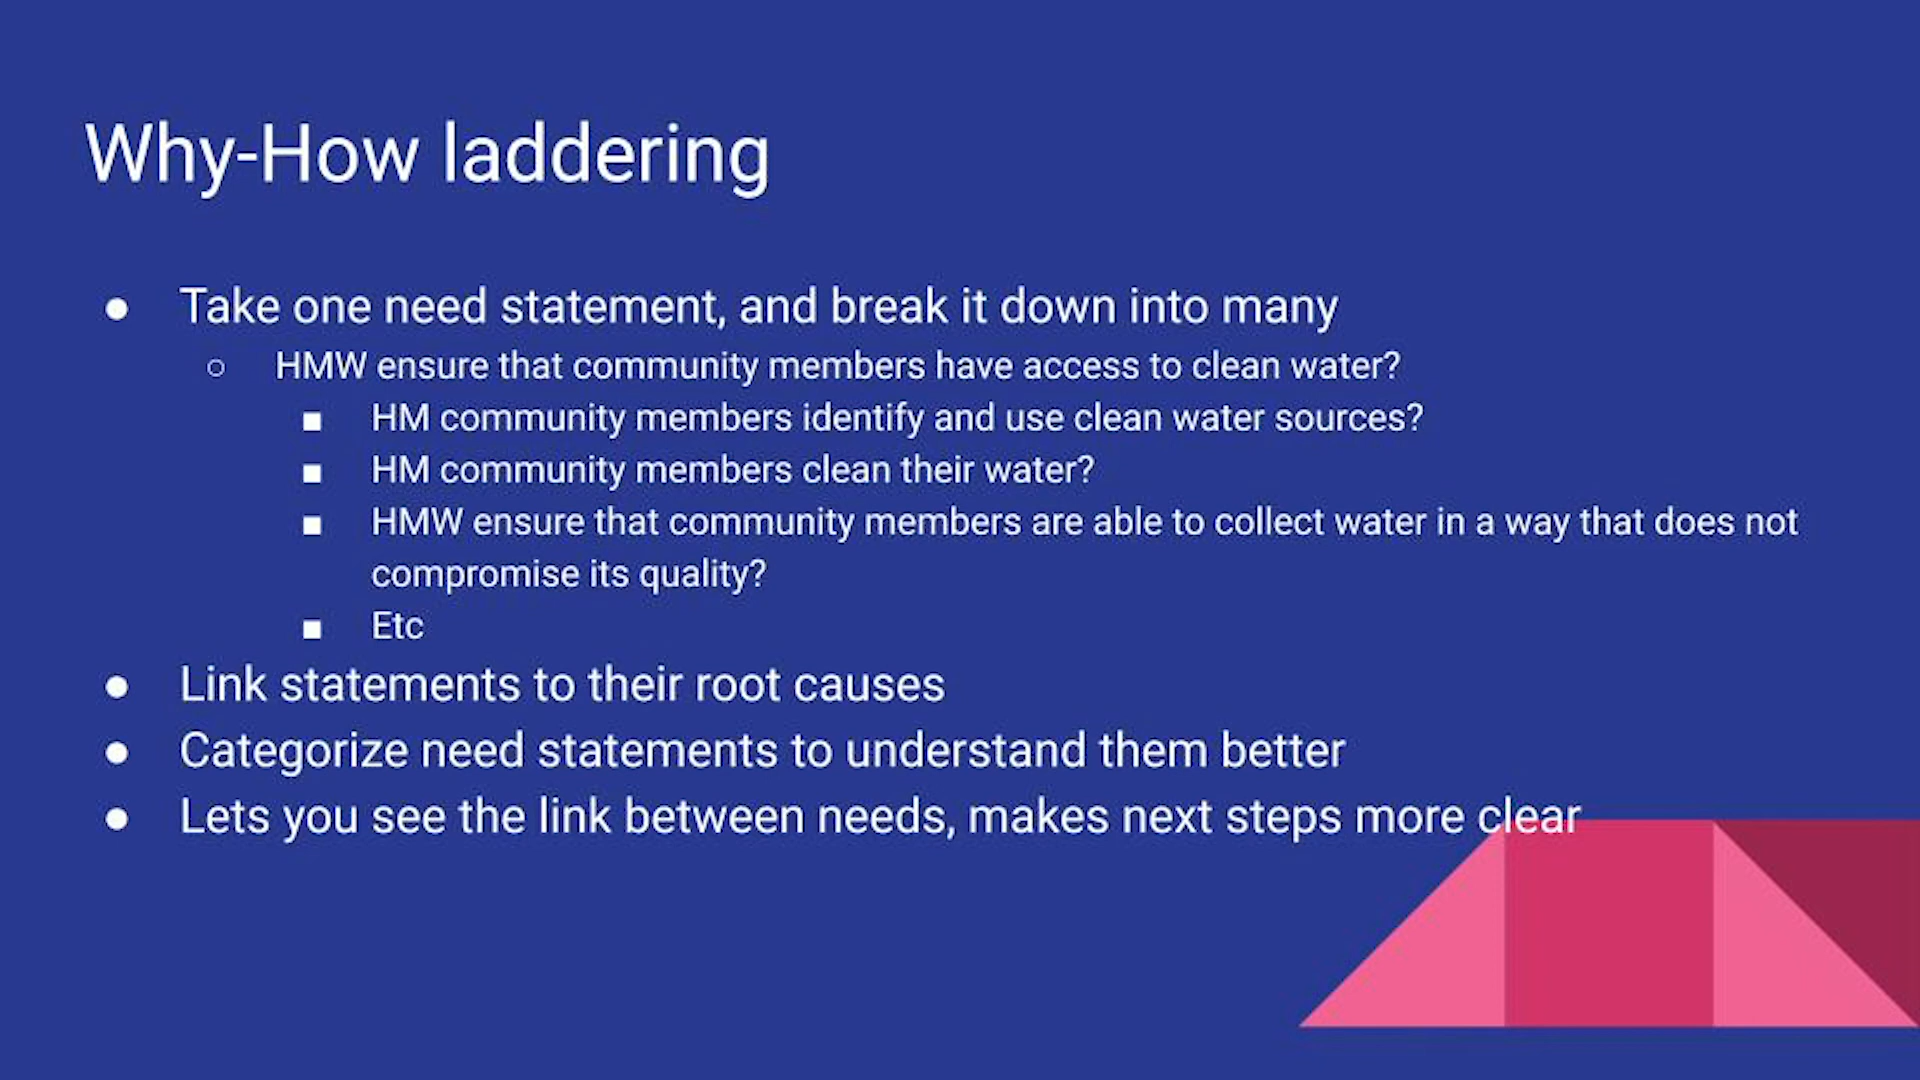 Why-How laddering
● Take one need statement, and break it down into many
○ HMW ensure that community members have access to clean water?
■ HM community members identify and use clean water sources?
■ HM community members clean their water?
■ HMW ensure that community members are able to collect water in a way that does not
compromise its quality?
■ Etc
● Link statements to their root causes
● Categorize need statements to understand them better
● Lets you see the link between needs, makes next steps more clear